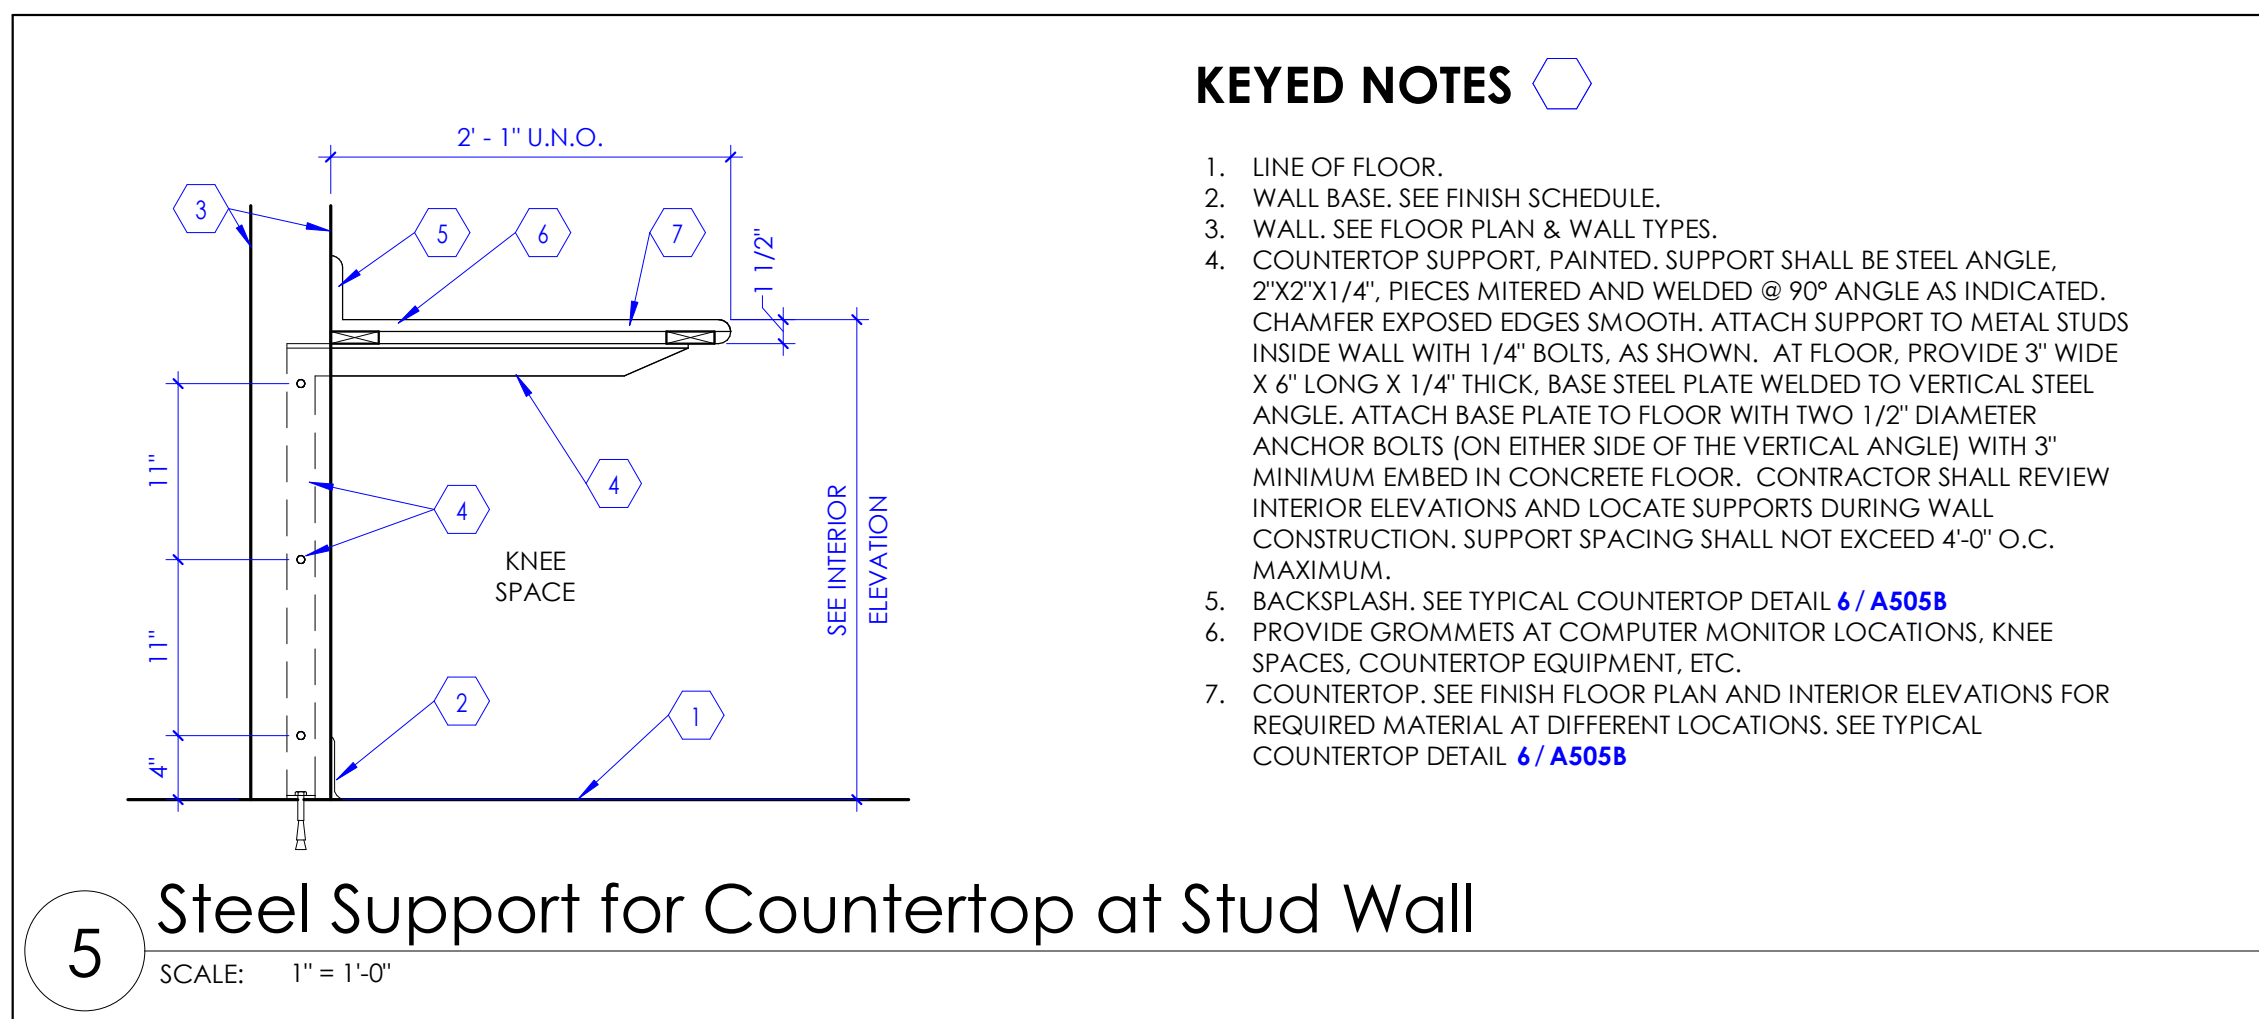 KEYED NOTES
2' - 1" U.N.O.
3
5
6
7
1 1/2"
11"
11"
4"
4
4
KNEE
SPACE
SEE INTERIOR
ELEVATION
2
1
1. LINE OF FLOOR.
2. WALL BASE. SEE FINISH SCHEDULE.
3. WALL. SEE FLOOR PLAN & WALL TYPES.
4. COUNTERTOP SUPPORT, PAINTED. SUPPORT SHALL BE STEEL ANGLE,
2"X2"X1/4", PIECES MITERED AND WELDED @ 90° ANGLE AS INDICATED.
CHAMFER EXPOSED EDGES SMOOTH. ATTACH SUPPORT TO METAL STUDS
INSIDE WALL WITH 1/4" BOLTS, AS SHOWN. AT FLOOR, PROVIDE 3" WIDE
X 6" LONG X 1/4" THICK, BASE STEEL PLATE WELDED TO VERTICAL STEEL
ANGLE. ATTACH BASE PLATE TO FLOOR WITH TWO 1/2" DIAMETER
ANCHOR BOLTS (ON EITHER SIDE OF THE VERTICAL ANGLE) WITH 3"
MINIMUM EMBED IN CONCRETE FLOOR. CONTRACTOR SHALL REVIEW
INTERIOR ELEVATIONS AND LOCATE SUPPORTS DURING WALL
CONSTRUCTION. SUPPORT SPACING SHALL NOT EXCEED 4'-0" O.C.
MAXIMUM.
5. BACKSPLASH. SEE TYPICAL COUNTERTOP DETAIL 6 / A505B
6. PROVIDE GROMMETS AT COMPUTER MONITOR LOCATIONS, KNEE
SPACES, COUNTERTOP EQUIPMENT, ETC.
7. COUNTERTOP. SEE FINISH FLOOR PLAN AND INTERIOR ELEVATIONS FOR
REQUIRED MATERIAL AT DIFFERENT LOCATIONS. SEE TYPICAL
COUNTERTOP DETAIL 6 / A505B
5
Steel Support for Countertop at Stud Wall
SCALE: 1" = 1'-0"